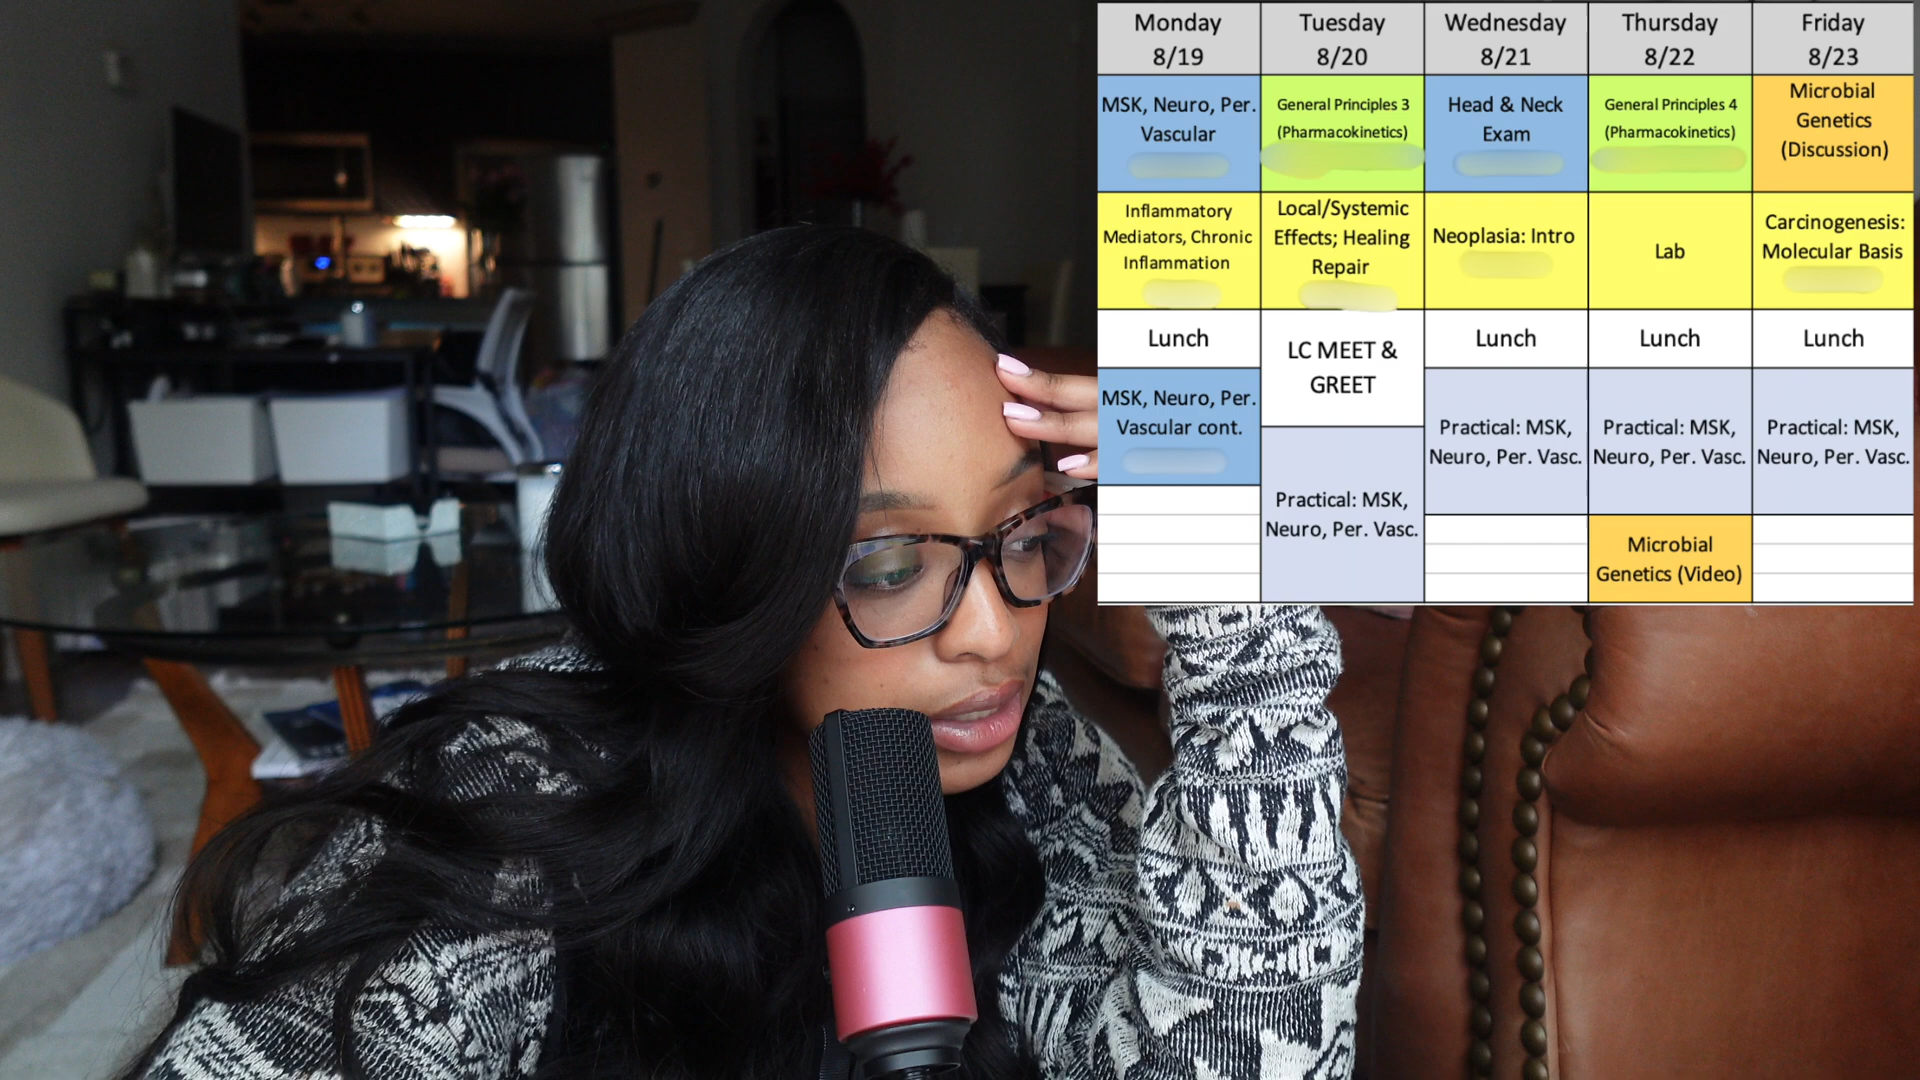 Monday
8/19
Tuesday
8/20
Wednesday
8/21
Thursday
8/22
Friday
8/23
MSK, Neuro, Per.
Vascular
General Principles 3
(Pharmacokinetics)
Head & Neck
Exam
General Principles 4
(Pharmacokinetics)
Microbial
Genetics
(Discussion)
Inflammatory
Mediators, Chronic
Inflammation
Local/Systemic
Effects; Healing
Repair
Neoplasia: Intro
Lab
Carcinogenesis:
Molecular Basis
Lunch
LC MEET &
GREET
Lunch
Lunch
Lunch
MSK, Neuro, Per.
Vascular cont.
Practical: MSK,
Neuro, Per. Vasc.
Practical: MSK,
Neuro, Per. Vasc.
Practical: MSK,
Neuro, Per. Vasc.
Practical: MSK,
Neuro, Per. Vasc.
Microbial
Genetics (Video)